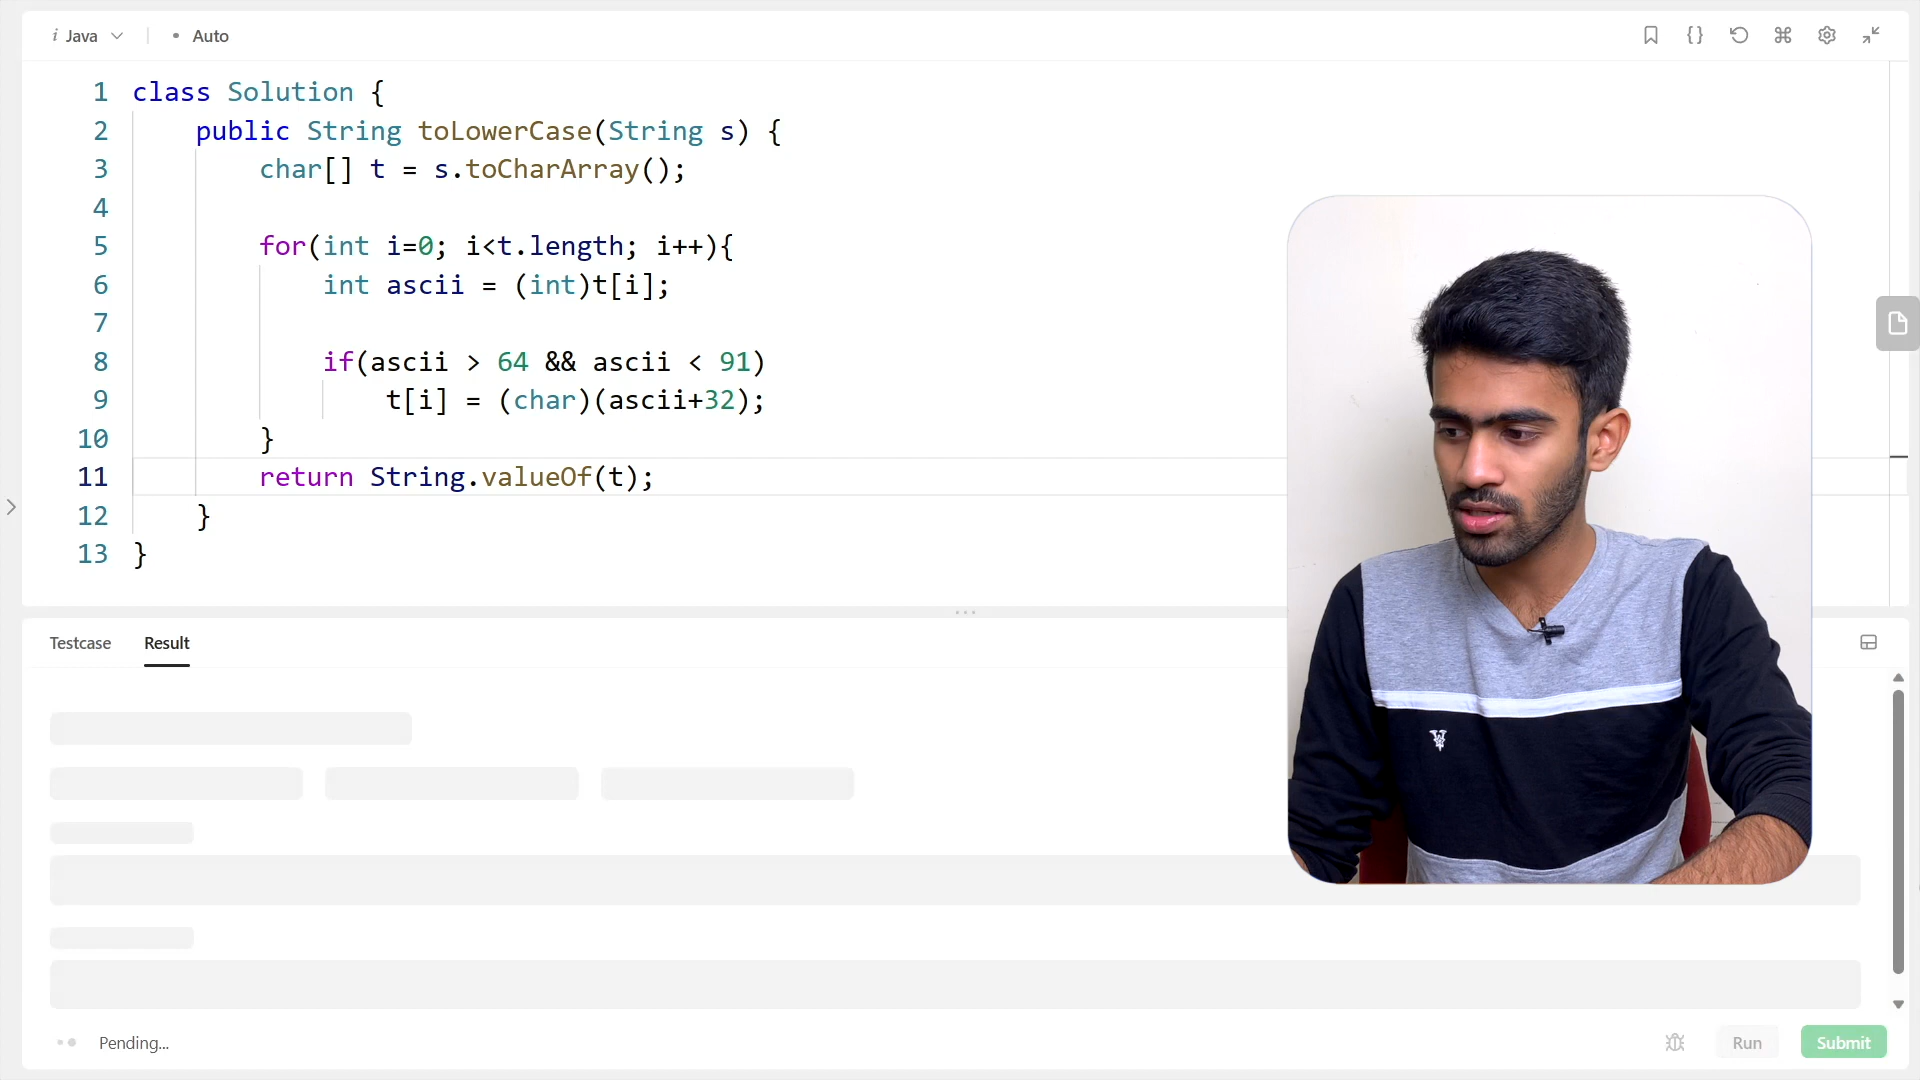 i Java • Auto
1 class Solution {
2 public String toLowerCase(String s) {
3 char[] t = s.toCharArray();
4
5 for(int i=0; i<t.length; i++){
6 int ascii = (int)t[i];
7
8 if(ascii > 64 && ascii < 91)
9 t[i] = (char)(ascii+32);
10 }
11 return String.valueOf(t);
12 }
13 }
Testcase Result
Pending... Run Submit